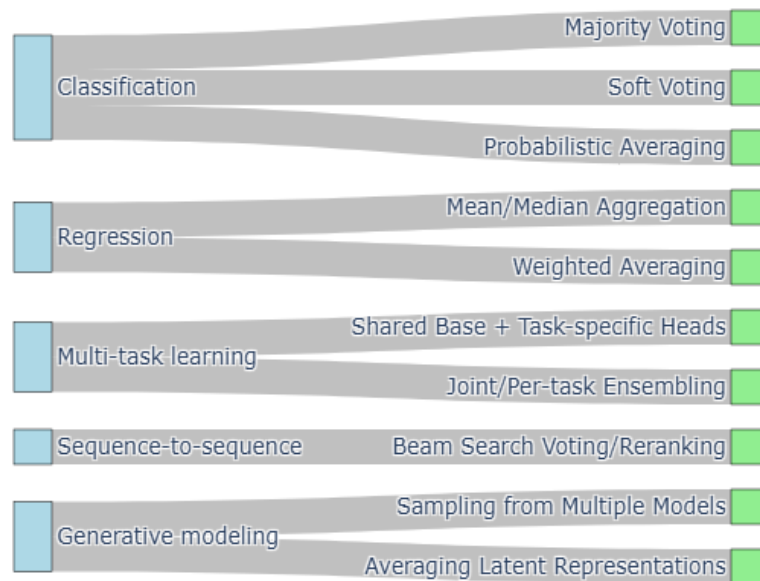 Majority Voting
Classification
Soft Voting
Probabilistic Averaging
Mean/Median Aggregation
Regression
Weighted Averaging
Shared Base + Task-specific Heads
Multi-task learning
Joint/Per-task Ensembling
Sequence-to-sequence
Beam Search Voting/Reranking
Sampling from Multiple Models
Generative modeling
Averaging Latent Representations